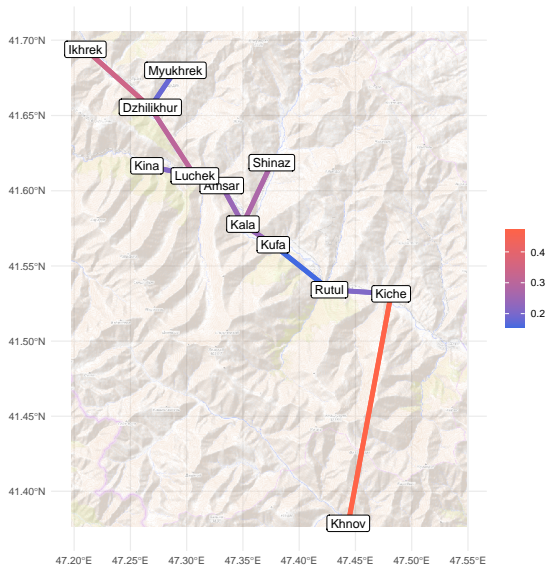 41.70°N
Ikhrek
Myukhrek
41.65°N
Dzhilikhur
Kina
Luchek
Shinaz
41.60°N
Amsar
Kala
Kufa
41.55°N
Rutul
Kiche
41.50°N
41.45°N
41.40°N
Khnov
47.20°E 47.25°E 47.30°E 47.35°E 47.40°E 47.45°E 47.50°E 47.55°E
0.4
0.3
0.2